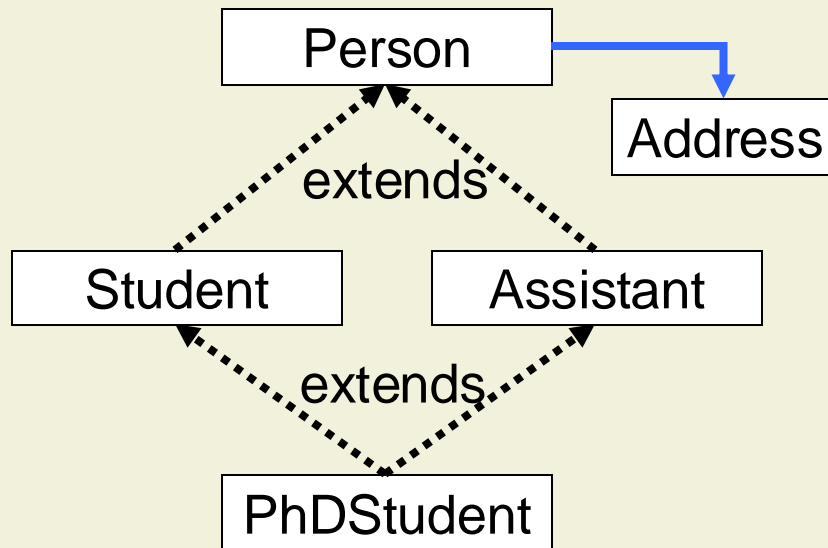 Person
Address
extends
Student
Assistant
extends
PhDStudent